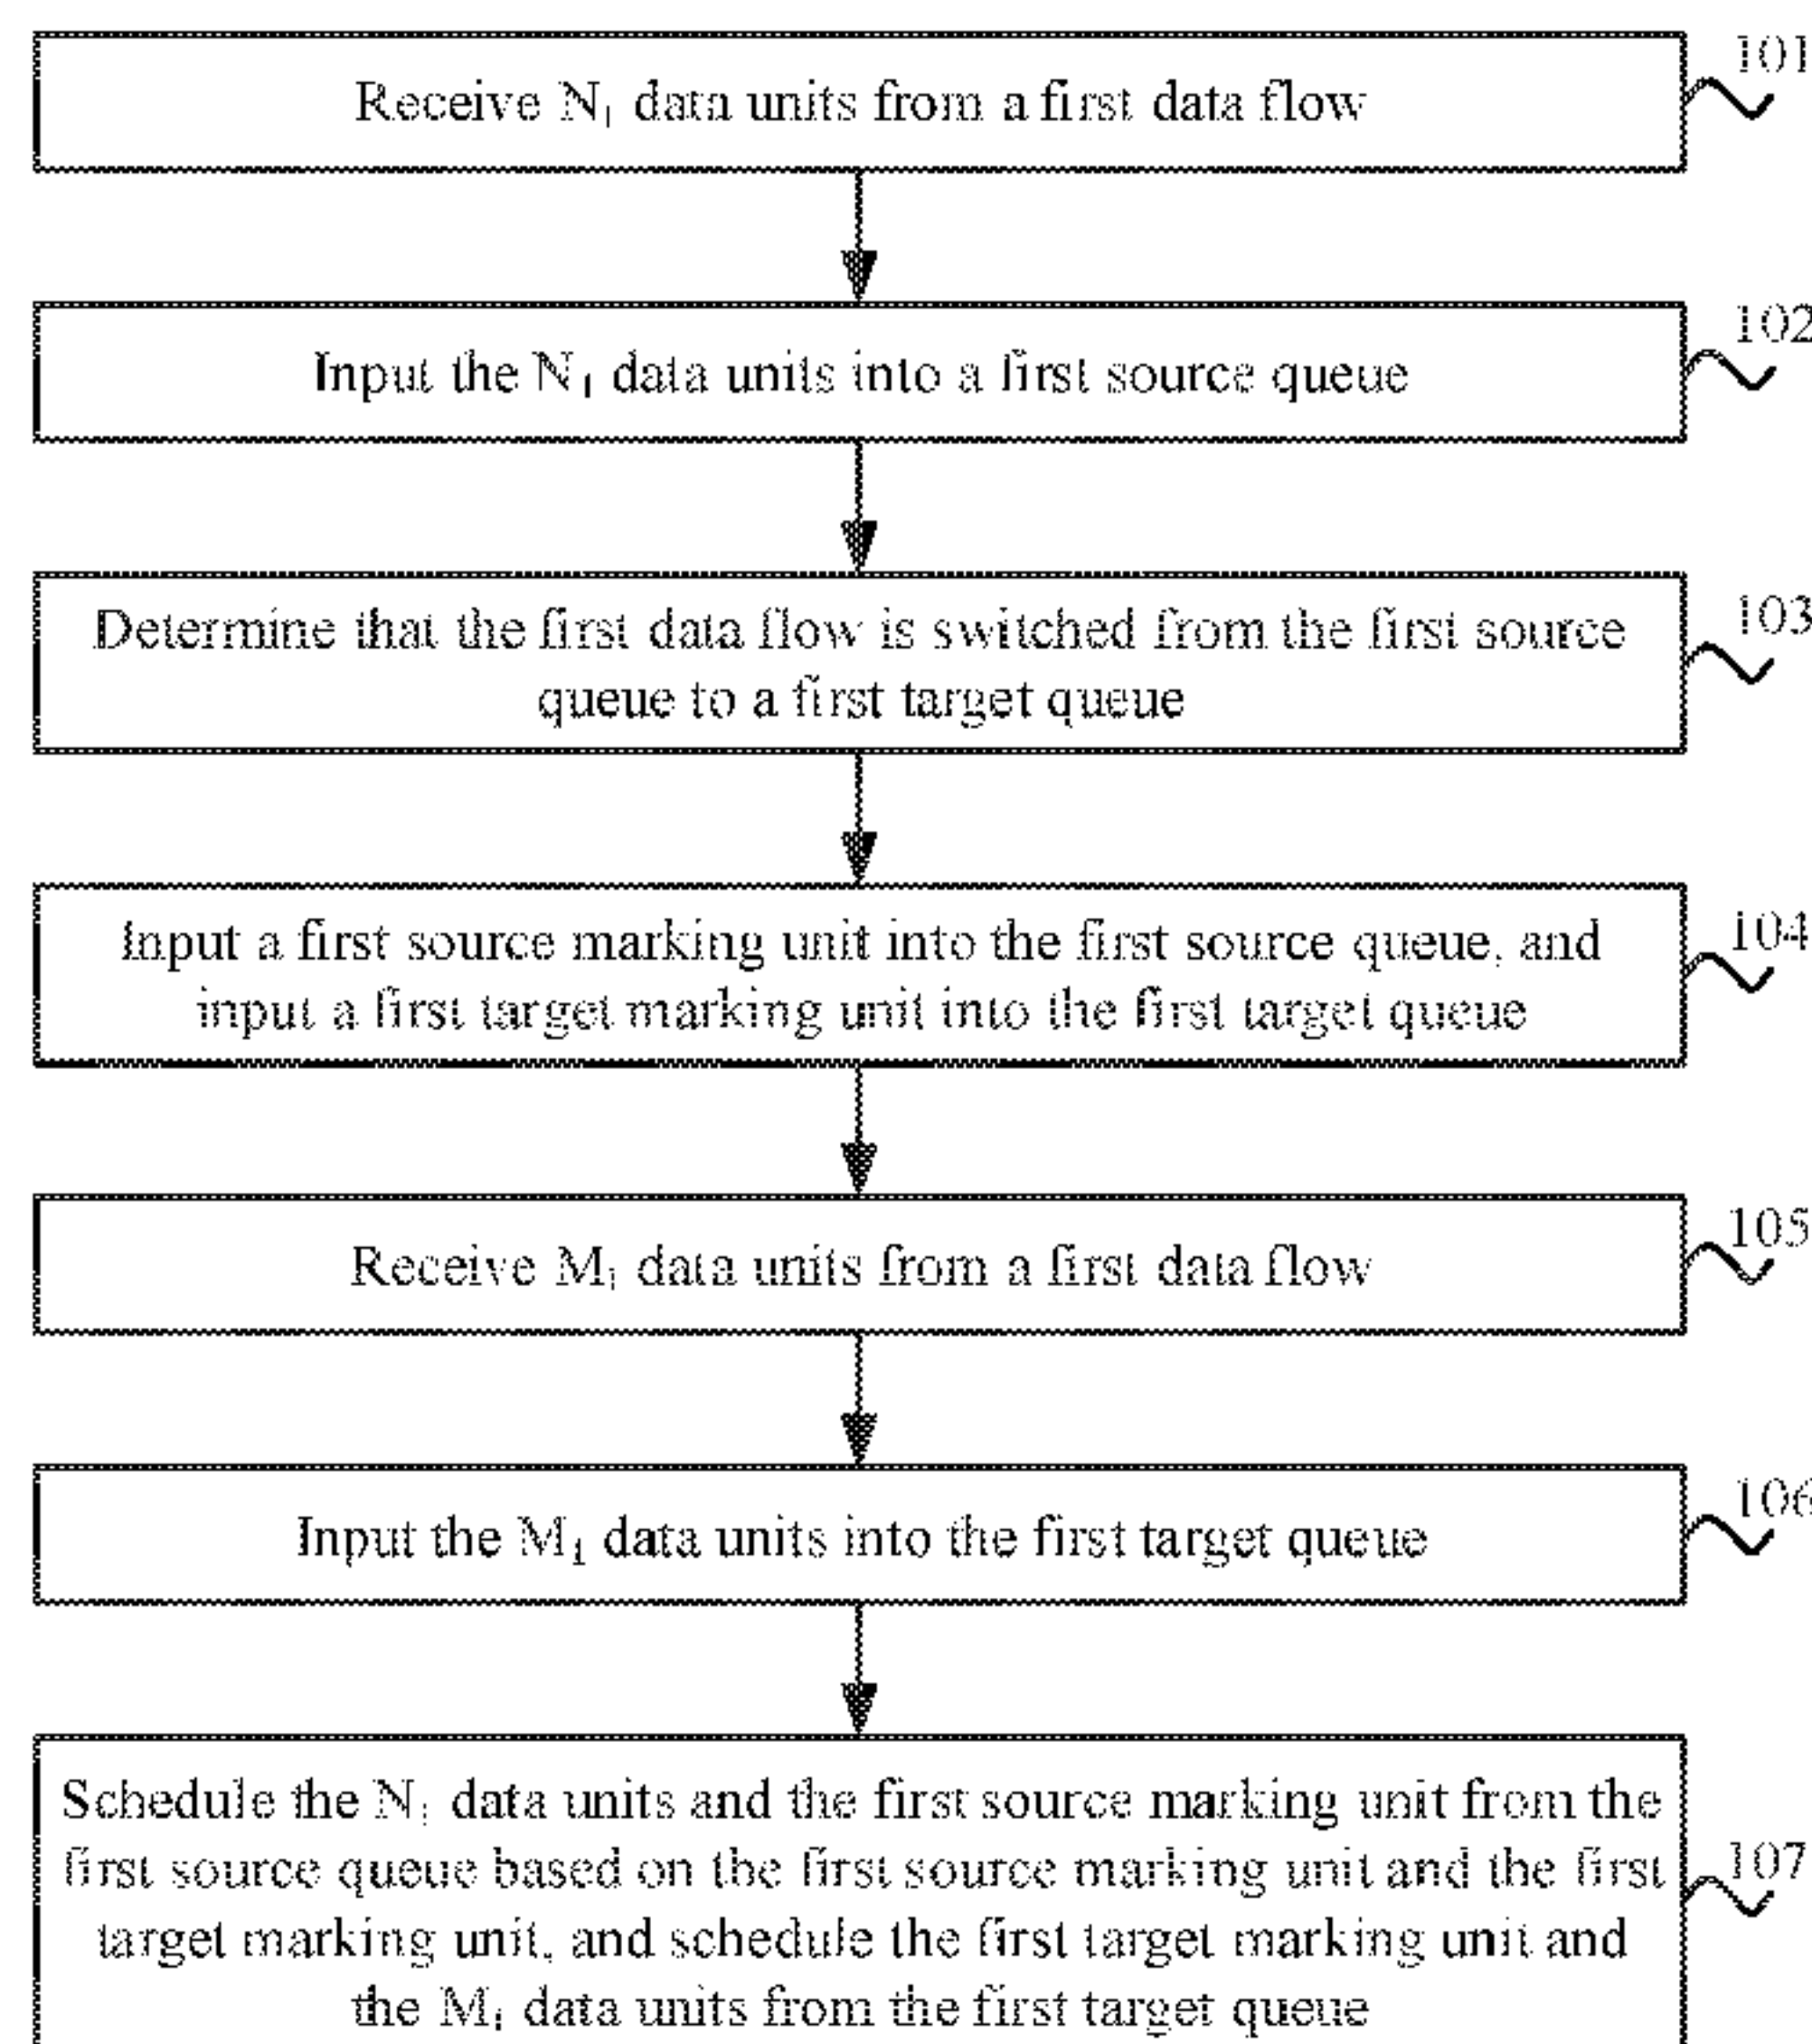 101
Receive N₁ data units from a first data flow
102
Input the N₁ data units into a first source queue
103
Determine that the first data flow is switched from the first source
queue to a first target queue
104
Input a first source marking unit into the first source queue, and
input a first target marking unit into the first target queue
105
Receive M₁ data units from a first data flow
106
Input the M₁ data units into the first target queue
107
Schedule the N₁ data units and the first source marking unit from the
first source queue based on the first source marking unit and the first
target marking unit, and schedule the first target marking unit and
the M₁ data units from the first target queue